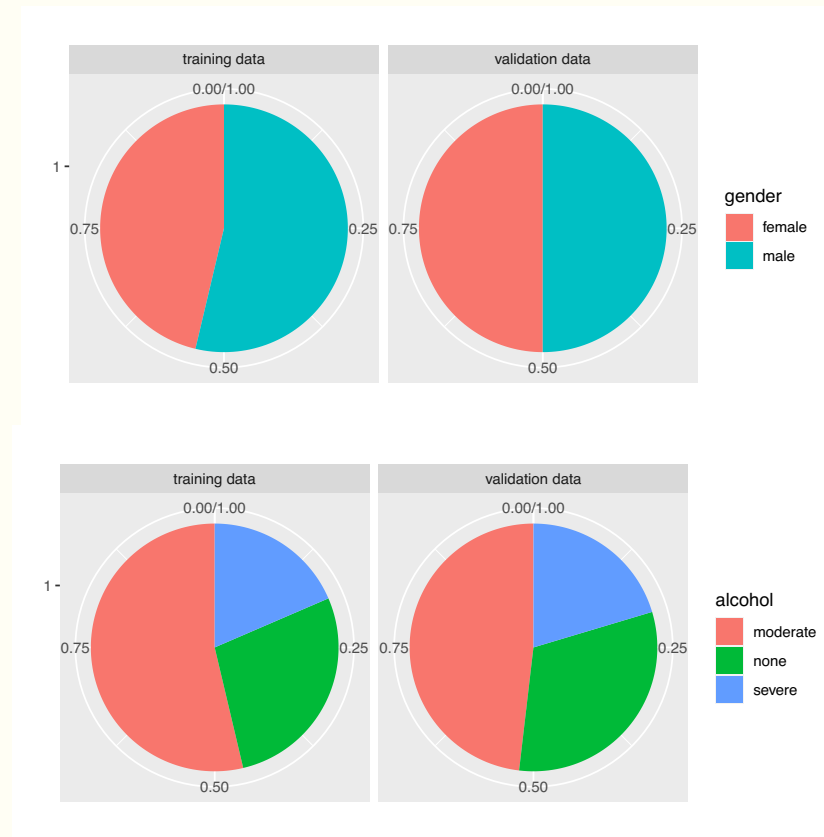 training data
validation data
0.00/1.00
0.00/1.00
1
0.75
0.25
0.75
0.25
0.50
0.50
gender
female
male
training data
validation data
0.00/1.00
0.00/1.00
1
0.75
0.25
0.75
0.25
0.50
0.50
alcohol
moderate
none
severe